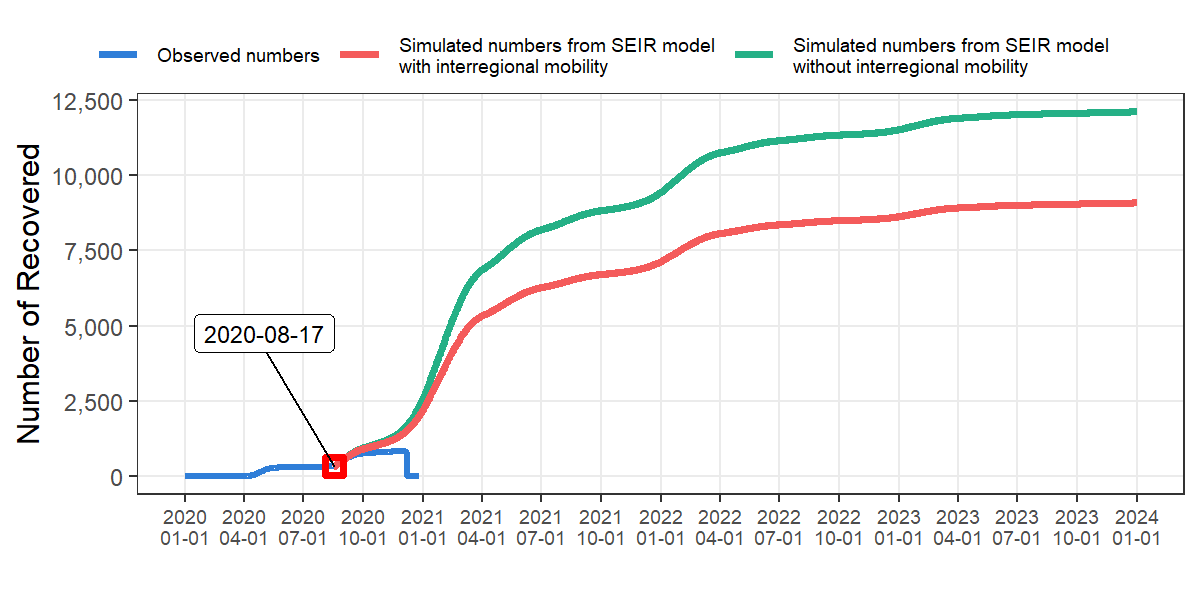 Observed numbers
Simulated numbers from SEIR model
with interregional mobility
Simulated numbers from SEIR model
without interregional mobility
Number of Recovered
12,500
10,000
7,500
5,000
2,500
0
2020-08-17
2020 2020 2020 2020 2021 2021 2021 2021 2022 2022 2022 2022 2023 2023 2023 2023 2024
01-01 04-01 07-01 10-01 01-01 04-01 07-01 10-01 01-01 04-01 07-01 10-01 01-01 04-01 07-01 10-01 01-01